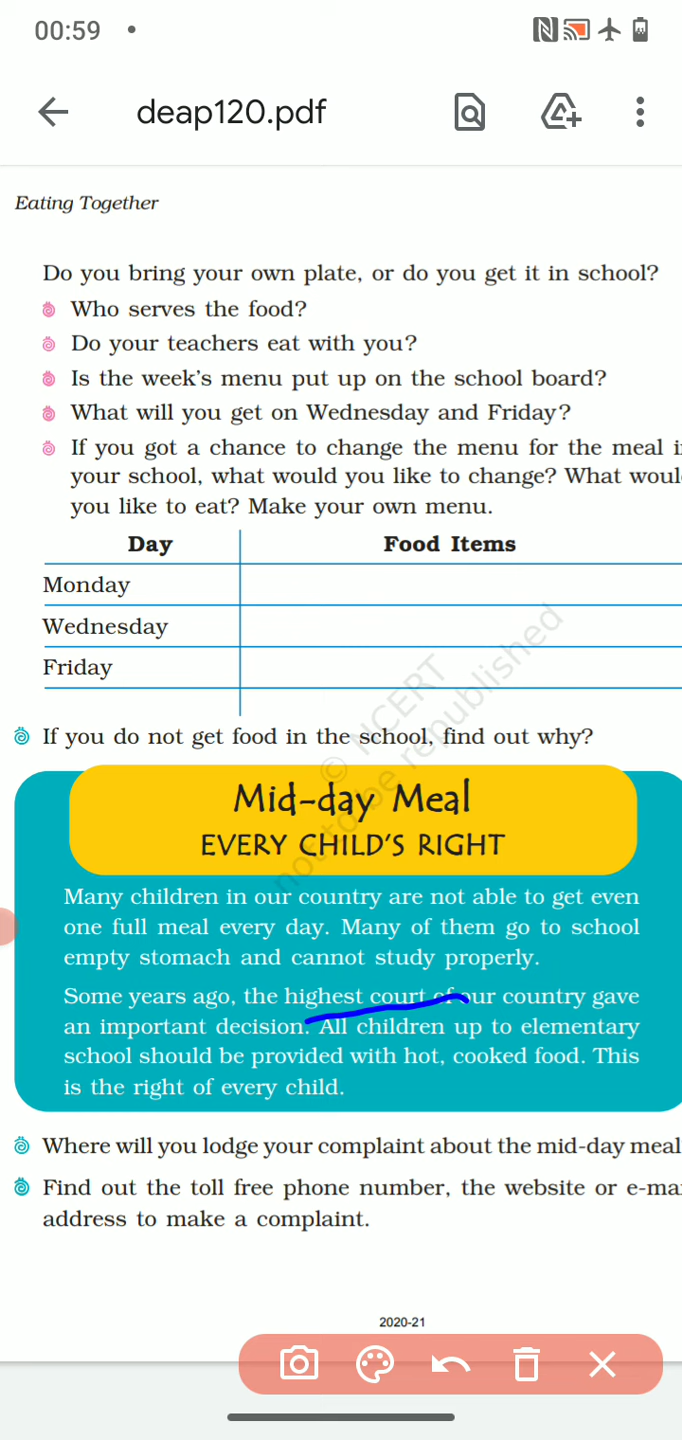 00:59
deap120.pdf
Eating Together
Do you bring your own plate, or do you get it in school?
Who serves the food?
Do your teachers eat with you?
Is the week's menu put up on the school board?
What will you get on Wednesday and Friday?
If you got a chance to change the menu for the meal
your school, what would you like to change? What
you like to eat? Make your own menu.
Day Food Items
Monday
Wednesday
Friday
If you do not get food in the school, find out why?
© NCERT
not to be republished
Mid-day Meal
EVERY CHILD'S RIGHT
Many children in our country are not able to get even
one full meal every day. Many of them go to school
empty stomach and cannot study properly.
Some years ago, the highest court of our country gave
an important decision. All children up to elementary
school should be provided with hot, cooked food. This
is the right of every child.
Where will you lodge your complaint about the mid-day meal
Find out the toll free phone number, the website or
address to make a complaint.
2020-21